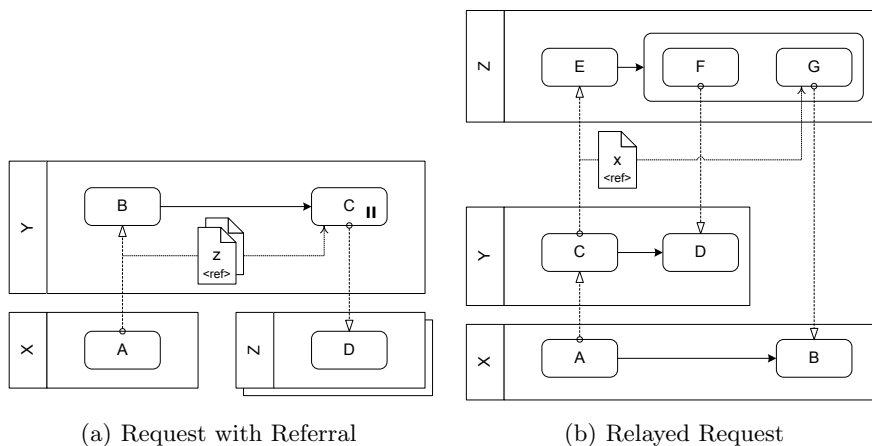 Y
B
C
z
<ref>
X
A
Z
D
(a) Request with Referral
Z
E
F
G
x
<ref>
Y
C
D
X
A
B
(b) Relayed Request